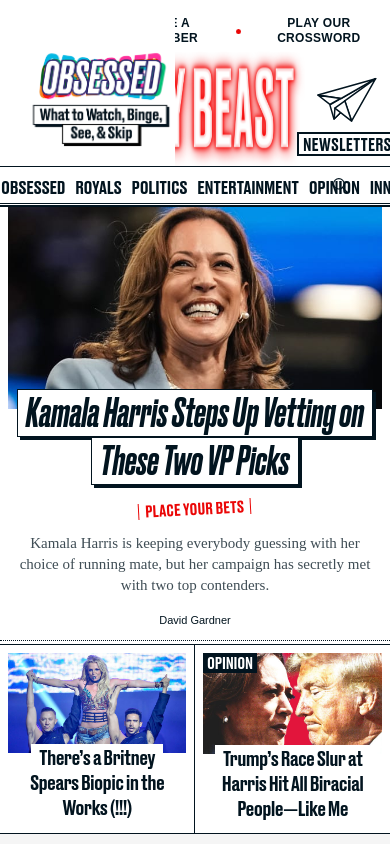 E A
BER
PLAY OUR
CROSSWORD
OBSESSED
What to Watch, Binge,
See, & Skip
Y BEAST
NEWSLETTERS
OBSESSED ROYALS POLITICS ENTERTAINMENT OPINION INN
Kamala Harris Steps Up Vetting on
These Two VP Picks
PLACE YOUR BETS
Kamala Harris is keeping everybody guessing with her
choice of running mate, but her campaign has secretly met
with two top contenders.
David Gardner
There’s a Britney
Spears Biopic in the
Works (!!!)
OPINION
Trump’s Race Slur at
Harris Hit All Biracial
People—Like Me